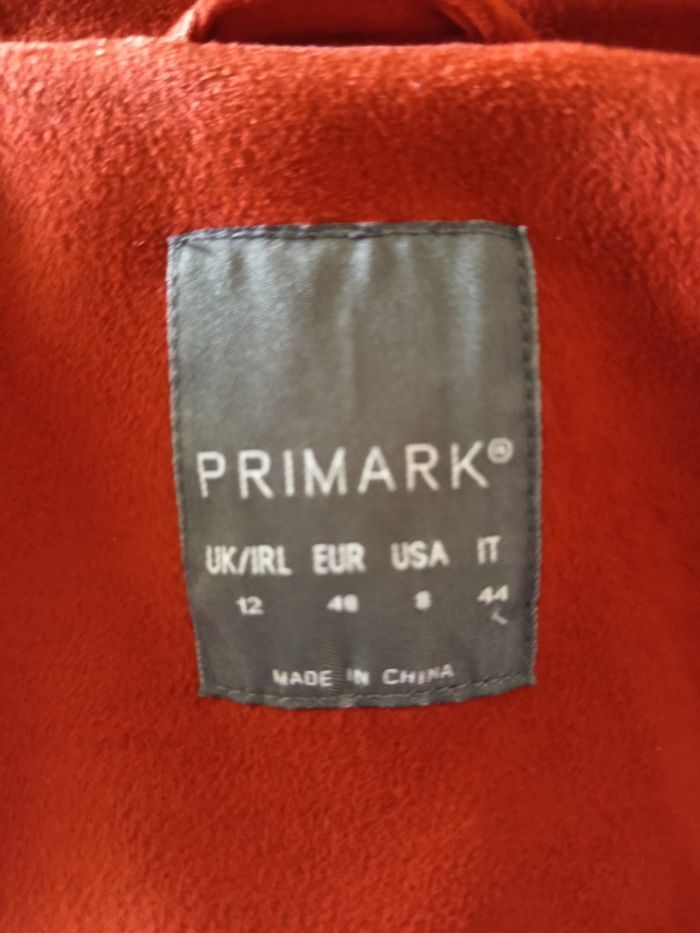 PRIMARK®
UK/IRL EUR USA IT
12 40 8 44
MADE IN CHINA